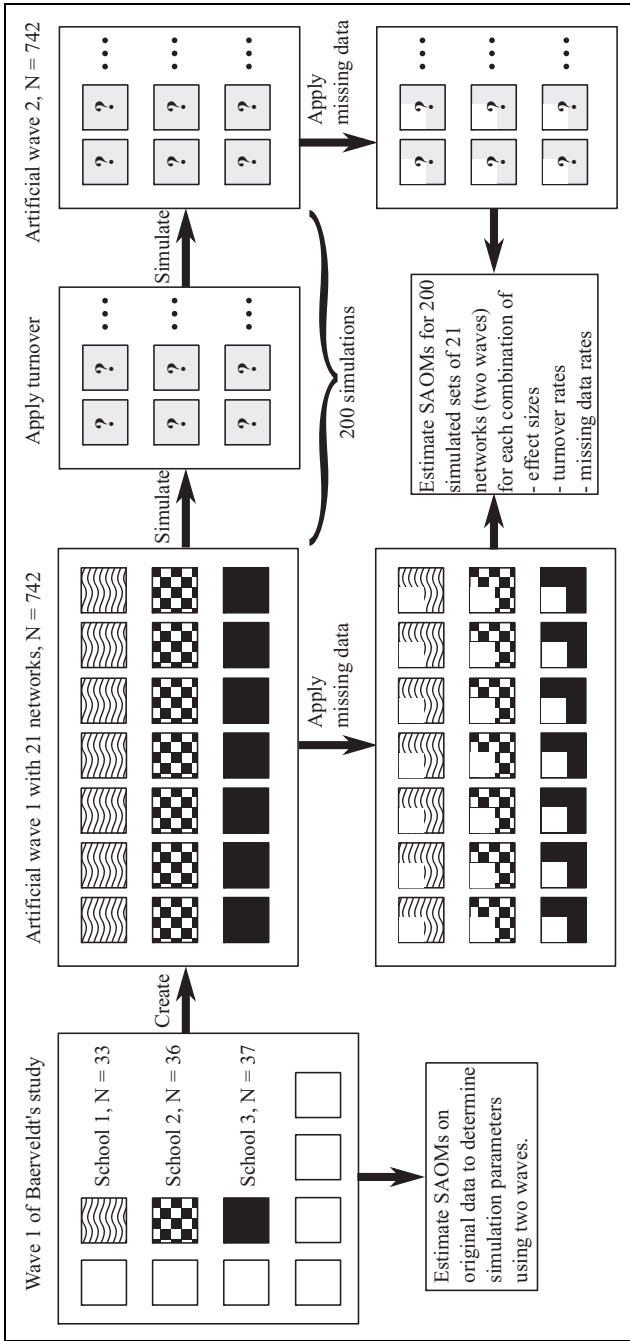 Wave 1 of Baerveldt's study
School 1, N = 33
School 2, N = 36
School 3, N = 37
Estimate SAOMs on
original data to determine
simulation parameters
using two waves.
Create
Artificial wave 1 with 21 networks, N = 742
Apply
missing data
Simulate
Apply turnover
? ? •••
? ? •••
? ? •••
Simulate
200 simulations
Artificial wave 2, N = 742
? ? •••
? ? •••
? ? •••
Apply
missing data
? ? •••
? ? •••
? ? •••
Estimate SAOMs for 200
simulated sets of 21
networks (two waves)
for each combination of
- effect sizes
- turnover rates
- missing data rates